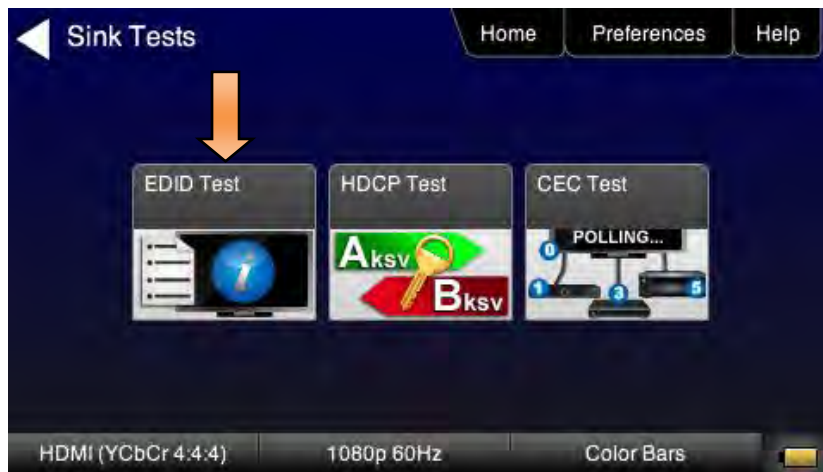 Sink Tests
Home
Preferences
Help
EDID Test
HDCP Test
CEC Test
i
Aksv
Bksv
POLLING...
0
1
3
5
HDMI (YCbCr 4:4:4)
1080p 60Hz
Color Bars